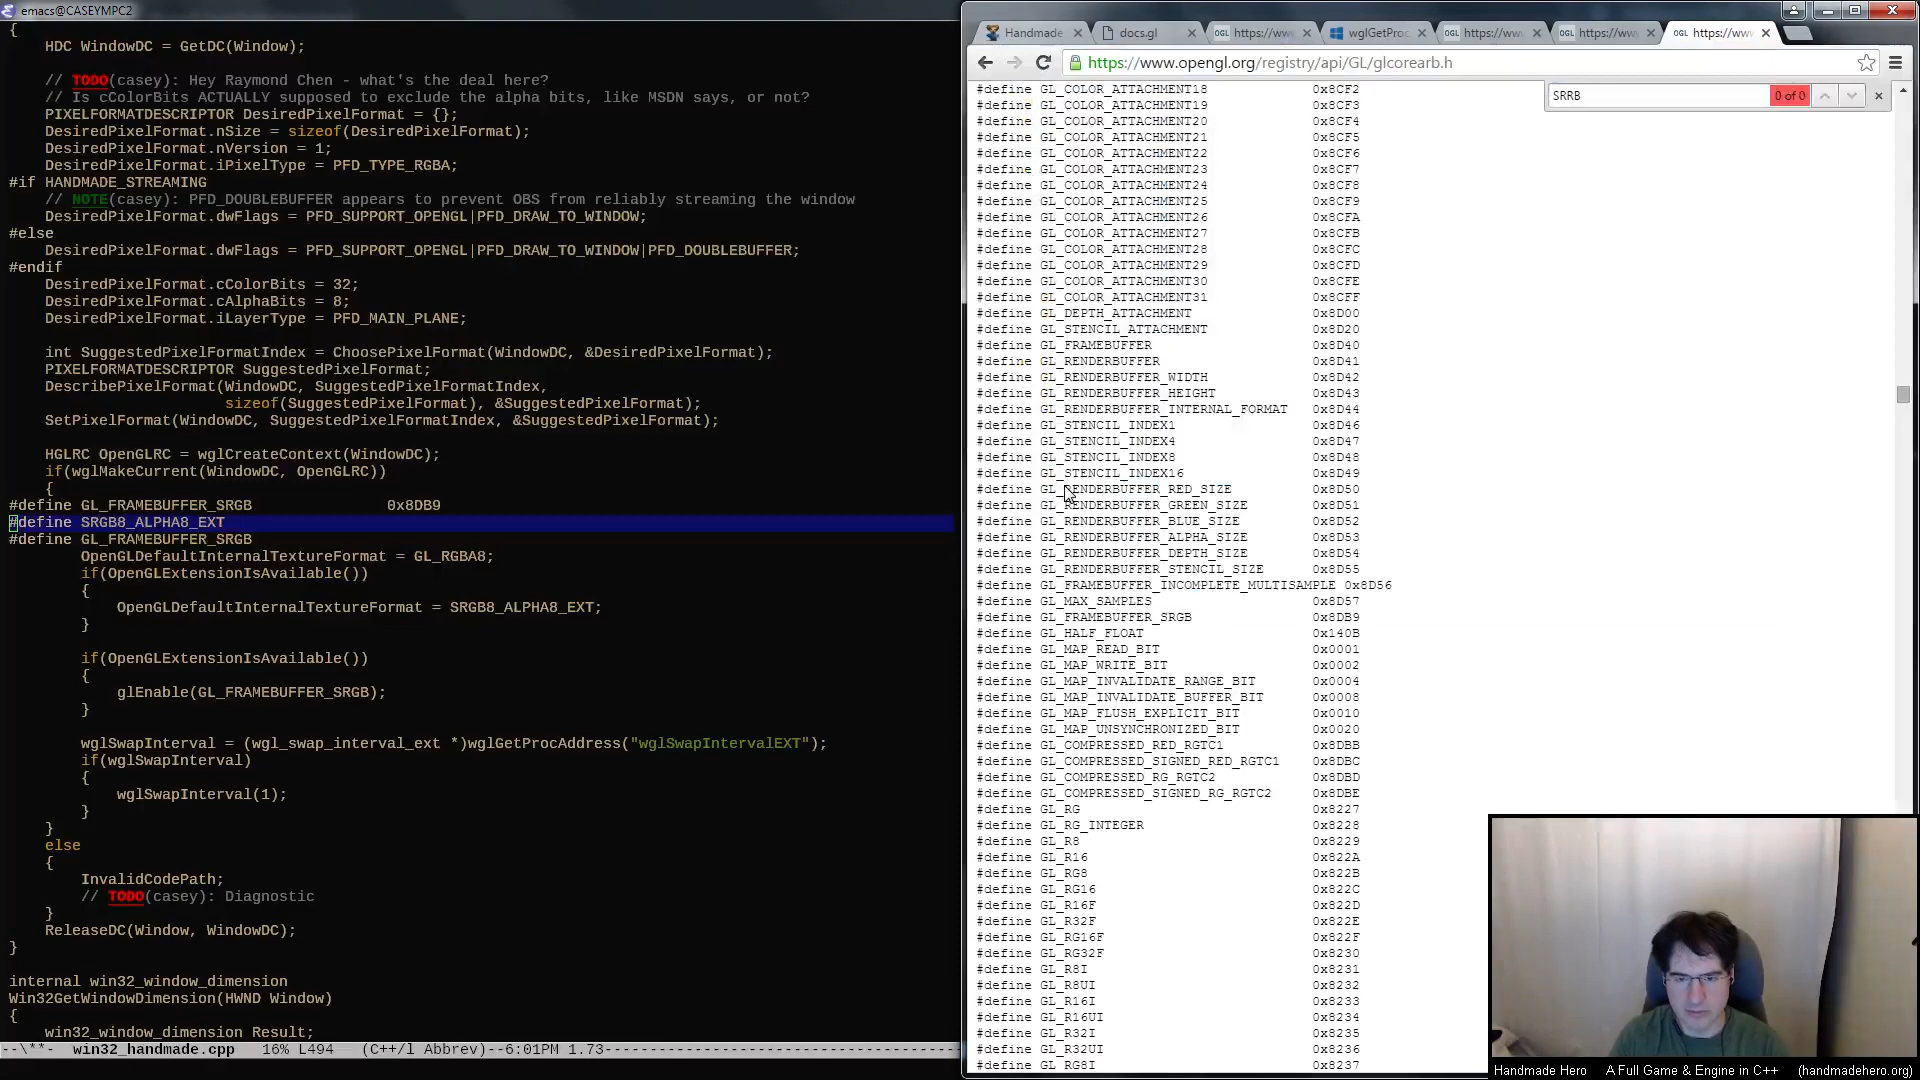 emacs@CASEYMPC2
{
HDC WindowDC = GetDC(Window);
// TODO(casey): Hey Raymond Chen - what's the deal here?
// Is cColorBits ACTUALLY supposed to exclude the alpha bits, like MSDN says, or not?
PIXELFORMATDESCRIPTOR DesiredPixelFormat = {};
DesiredPixelFormat.nSize = sizeof(DesiredPixelFormat);
DesiredPixelFormat.nVersion = 1;
DesiredPixelFormat.iPixelType = PFD_TYPE_RGBA;
#if HANDMADE_STREAMING
// NOTE(casey): PFD_DOUBLEBUFFER appears to prevent OBS from reliably streaming the window
DesiredPixelFormat.dwFlags = PFD_SUPPORT_OPENGL|PFD_DRAW_TO_WINDOW;
#else
DesiredPixelFormat.dwFlags = PFD_SUPPORT_OPENGL|PFD_DRAW_TO_WINDOW|PFD_DOUBLEBUFFER;
#endif
DesiredPixelFormat.cColorBits = 32;
DesiredPixelFormat.cAlphaBits = 8;
DesiredPixelFormat.iLayerType = PFD_MAIN_PLANE;
int SuggestedPixelFormatIndex = ChoosePixelFormat(WindowDC, &DesiredPixelFormat);
PIXELFORMATDESCRIPTOR SuggestedPixelFormat;
DescribePixelFormat(WindowDC, SuggestedPixelFormatIndex,
sizeof(SuggestedPixelFormat), &SuggestedPixelFormat);
SetPixelFormat(WindowDC, SuggestedPixelFormatIndex, &SuggestedPixelFormat);
HGLRC OpenGLRC = wglCreateContext(WindowDC);
if(wglMakeCurrent(WindowDC, OpenGLRC))
{
#define GL_FRAMEBUFFER_SRGB 0x8DB9
#define SRGB8_ALPHA8_EXT
#define GL_FRAMEBUFFER_SRGB
OpenGLDefaultInternalTextureFormat = GL_RGBA8;
if(OpenGLExtensionIsAvailable())
{
OpenGLDefaultInternalTextureFormat = SRGB8_ALPHA8_EXT;
}
if(OpenGLExtensionIsAvailable())
{
glEnable(GL_FRAMEBUFFER_SRGB);
}
wglSwapInterval = (wgl_swap_interval_ext *)wglGetProcAddress("wglSwapIntervalEXT");
if(wglSwapInterval)
{
wglSwapInterval(1);
}
}
else
{
InvalidCodePath;
// TODO(casey): Diagnostic
}
ReleaseDC(Window, WindowDC);
}
internal win32_window_dimension
Win32GetWindowDimension(HWND Window)
{
win32_window_dimension Result;
--\**- win32_handmade.cpp 16% L494 (C++/l Abbrev)--6:01PM 1.73
Handmade
docs.gl
OGL https://ww
wglGetProc
OGL https://ww
OGL https://ww
OGL https://ww
https://www.opengl.org/registry/api/GL/glcorearb.h
SRRB 0 of 0
#define GL_COLOR_ATTACHMENT18 0x8CF2
#define GL_COLOR_ATTACHMENT19 0x8CF3
#define GL_COLOR_ATTACHMENT20 0x8CF4
#define GL_COLOR_ATTACHMENT21 0x8CF5
#define GL_COLOR_ATTACHMENT22 0x8CF6
#define GL_COLOR_ATTACHMENT23 0x8CF7
#define GL_COLOR_ATTACHMENT24 0x8CF8
#define GL_COLOR_ATTACHMENT25 0x8CF9
#define GL_COLOR_ATTACHMENT26 0x8CFA
#define GL_COLOR_ATTACHMENT27 0x8CFB
#define GL_COLOR_ATTACHMENT28 0x8CFC
#define GL_COLOR_ATTACHMENT29 0x8CFD
#define GL_COLOR_ATTACHMENT30 0x8CFE
#define GL_COLOR_ATTACHMENT31 0x8CFF
#define GL_DEPTH_ATTACHMENT 0x8D00
#define GL_STENCIL_ATTACHMENT 0x8D20
#define GL_FRAMEBUFFER 0x8D40
#define GL_RENDERBUFFER 0x8D41
#define GL_RENDERBUFFER_WIDTH 0x8D42
#define GL_RENDERBUFFER_HEIGHT 0x8D43
#define GL_RENDERBUFFER_INTERNAL_FORMAT 0x8D44
#define GL_STENCIL_INDEX1 0x8D46
#define GL_STENCIL_INDEX4 0x8D47
#define GL_STENCIL_INDEX8 0x8D48
#define GL_STENCIL_INDEX16 0x8D49
#define GL_RENDERBUFFER_RED_SIZE 0x8D50
#define GL_RENDERBUFFER_GREEN_SIZE 0x8D51
#define GL_RENDERBUFFER_BLUE_SIZE 0x8D52
#define GL_RENDERBUFFER_ALPHA_SIZE 0x8D53
#define GL_RENDERBUFFER_DEPTH_SIZE 0x8D54
#define GL_RENDERBUFFER_STENCIL_SIZE 0x8D55
#define GL_FRAMEBUFFER_INCOMPLETE_MULTISAMPLE 0x8D56
#define GL_MAX_SAMPLES 0x8D57
#define GL_FRAMEBUFFER_SRGB 0x8DB9
#define GL_HALF_FLOAT 0x140B
#define GL_MAP_READ_BIT 0x0001
#define GL_MAP_WRITE_BIT 0x0002
#define GL_MAP_INVALIDATE_RANGE_BIT 0x0004
#define GL_MAP_INVALIDATE_BUFFER_BIT 0x0008
#define GL_MAP_FLUSH_EXPLICIT_BIT 0x0010
#define GL_MAP_UNSYNCHRONIZED_BIT 0x0020
#define GL_COMPRESSED_RED_RGTC1 0x8DBB
#define GL_COMPRESSED_SIGNED_RED_RGTC1 0x8DBC
#define GL_COMPRESSED_RG_RGTC2 0x8DBD
#define GL_COMPRESSED_SIGNED_RG_RGTC2 0x8DBE
#define GL_RG 0x8227
#define GL_RG_INTEGER 0x8228
#define GL_R8 0x8229
#define GL_R16 0x822A
#define GL_RG8 0x822B
#define GL_RG16 0x822C
#define GL_R16F 0x822D
#define GL_R32F 0x822E
#define GL_RG16F 0x822F
#define GL_RG32F 0x8230
#define GL_R8I 0x8231
#define GL_R8UI 0x8232
#define GL_R16I 0x8233
#define GL_R16UI 0x8234
#define GL_R32I 0x8235
#define GL_R32UI 0x8236
#define GL_RG8I 0x8237
Handmade Hero A Full Game & Engine in C++ (handmadehero.org)